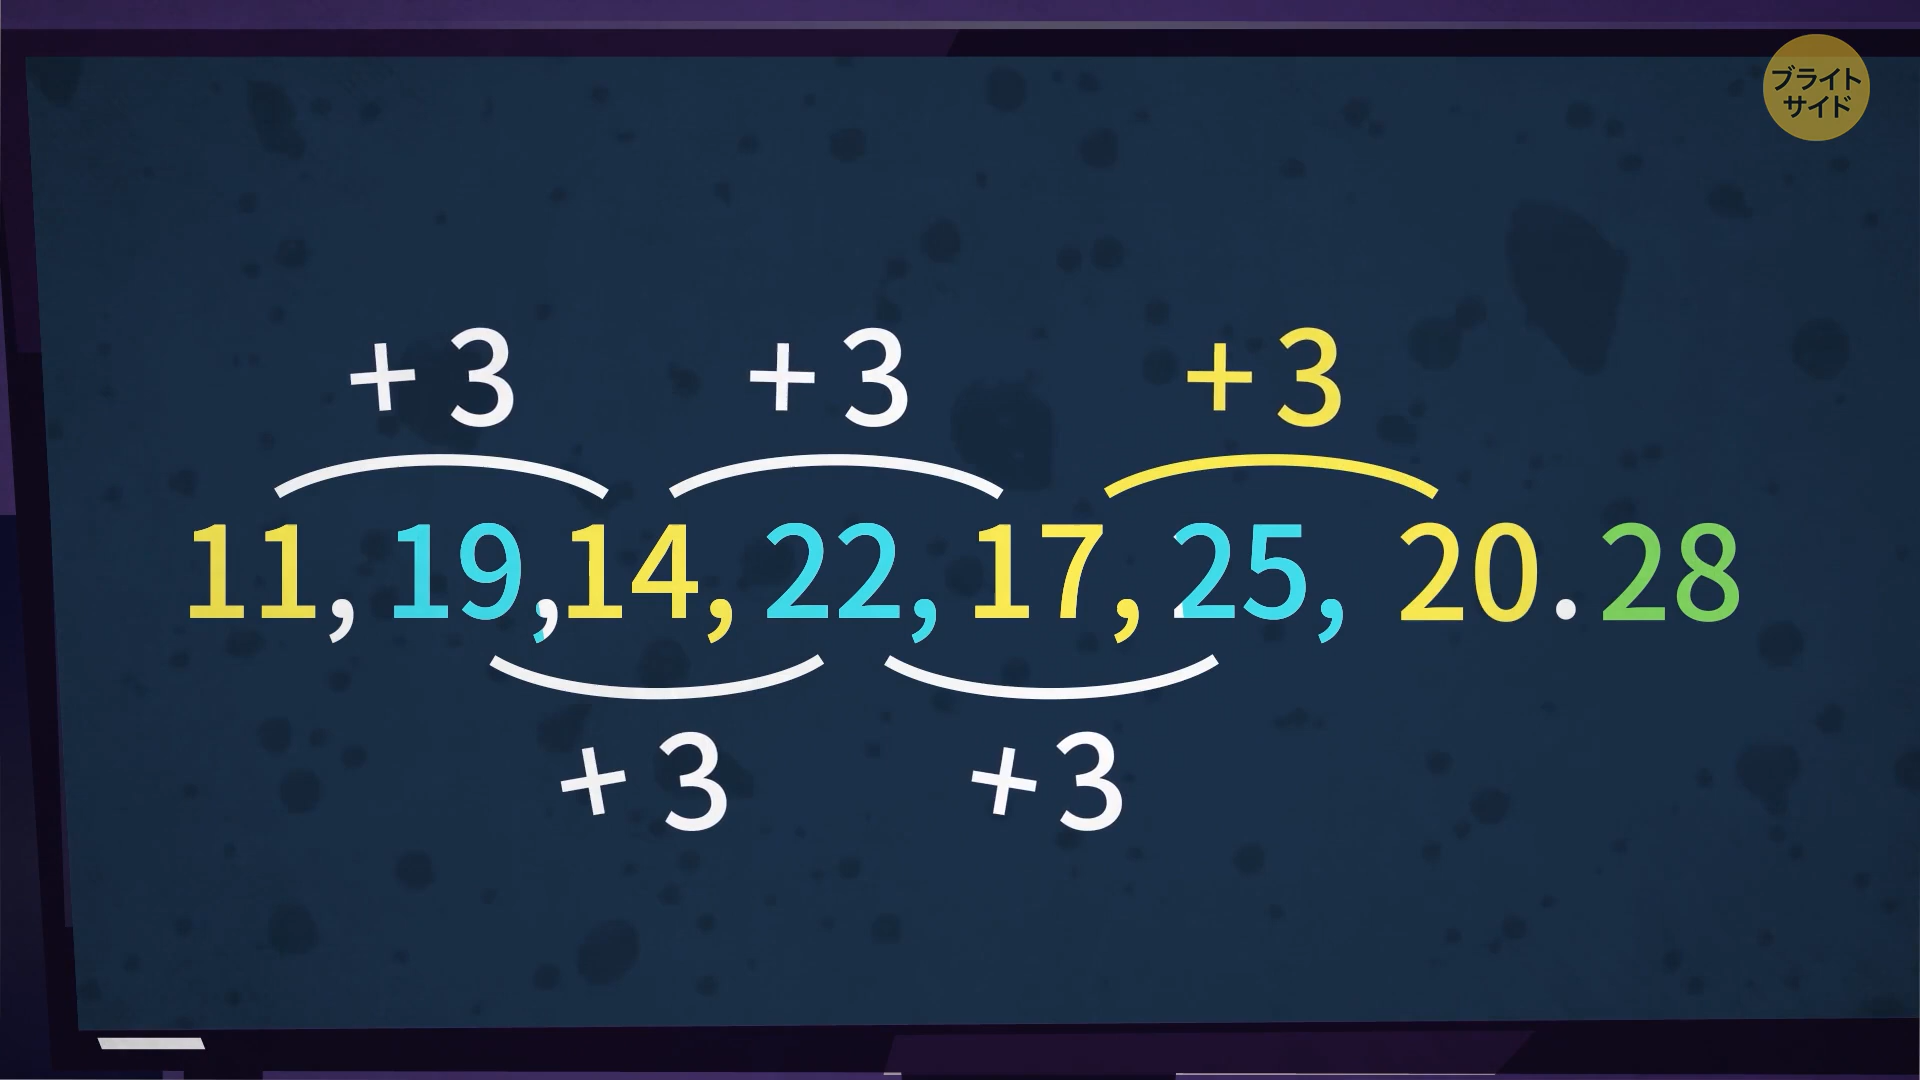 ブライト
サイド
+ 3 + 3 + 3
11, 19, 14, 22, 17, 25, 20. 28
+ 3 + 3